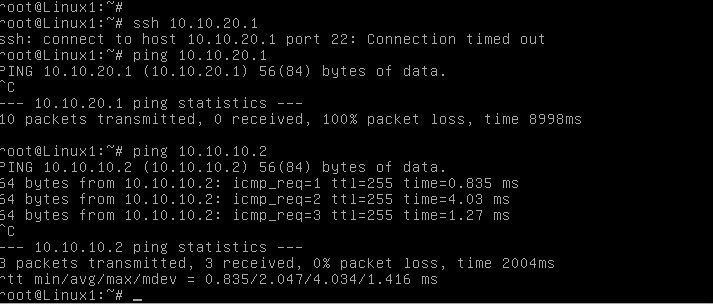 root@Linux1:~#
root@Linux1:~# ssh 10.10.20.1
ssh: connect to host 10.10.20.1 port 22: Connection timed out
root@Linux1:~# ping 10.10.20.1
PING 10.10.20.1 (10.10.20.1) 56(84) bytes of data.
^C
--- 10.10.20.1 ping statistics ---
10 packets transmitted, 0 received, 100% packet loss, time 8998ms
root@Linux1:~# ping 10.10.10.2
PING 10.10.10.2 (10.10.10.2) 56(84) bytes of data.
64 bytes from 10.10.10.2: icmp_req=1 ttl=255 time=0.835 ms
64 bytes from 10.10.10.2: icmp_req=2 ttl=255 time=4.03 ms
64 bytes from 10.10.10.2: icmp_req=3 ttl=255 time=1.27 ms
^C
--- 10.10.10.2 ping statistics ---
3 packets transmitted, 3 received, 0% packet loss, time 2004ms
rtt min/avg/max/mdev = 0.835/2.047/4.034/1.416 ms
root@Linux1:~# _